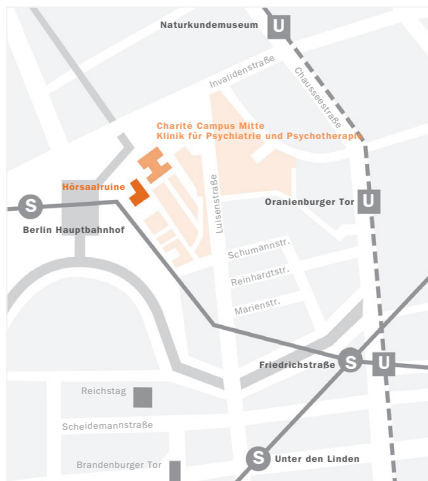 Naturkundemuseum
U
Invalidenstraße
Chausseestraße
Charité Campus Mitte
Klinik für Psychiatrie und Psychotherapie
Hörsaalruine
S
Berlin Hauptbahnhof
Luisenstraße
Oranienburger Tor
U
Schumannstr.
Reinhardtstr.
Marienstr.
Friedrichstraße
S
U
Reichstag
Scheidemannstraße
Brandenburger Tor
S
Unter den Linden